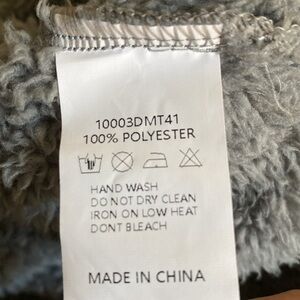 10003DMT41
100% POLYESTER
HAND WASH
DO NOT DRY CLEAN
IRON ON LOW HEAT
DONT BLEACH
MADE IN CHINA